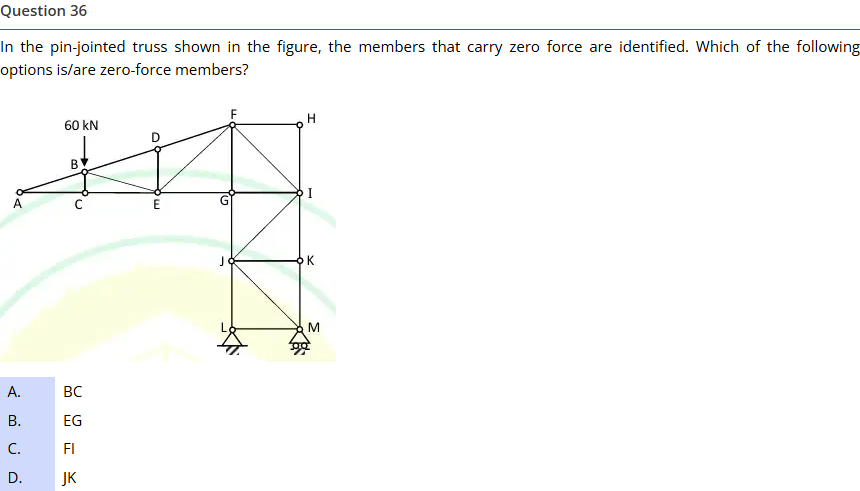 Question 36
In the pin-jointed truss shown in the figure, the members that carry zero force are identified. Which of the following
options is/are zero-force members?
F
H
60 kN
D
B
A
C
E
G
I
J
K
L
M
A. BC
B. EG
C. FI
D. JK